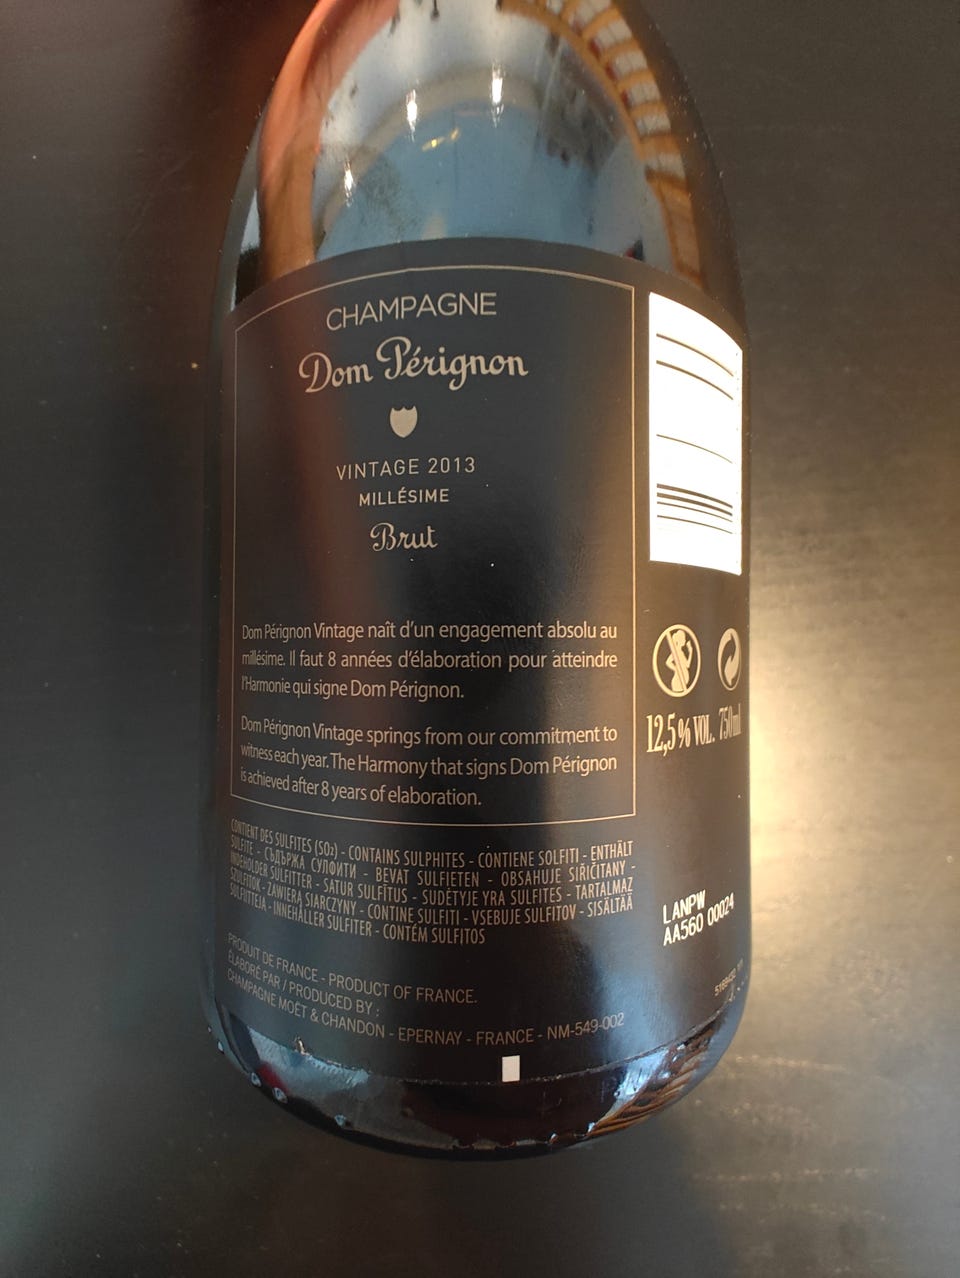 CHAMPAGNE
Dom Pérignon
VINTAGE 2013
MILLÉSIME
Brut
Dom Pérignon Vintage naît d'un engagement absolu au
millésime. Il faut 8 années d'élaboration pour atteindre
l'Harmonie qui signe Dom Pérignon.
Dom Pérignon Vintage springs from our commitment to
witness each year. The Harmony that signs Dom Pérignon
is achieved after 8 years of elaboration.
12,5% VOL. 750ml
CONTIENT DES SULFITES (SO2) - CONTAINS SULPHITES - CONTIENE SOLFITI - ENTHÄLT
SULFITE - СЪДЪРЖА СУЛФИТИ - BEVAT SULFIETEN - OBSAHUJE SIŘIČITANY -
INDEHOLDER SULFITTER - SATUR SULFĪTUS - SUDĖTYJE YRA SULFITES - TARTALMAZ
SZULFITOK - ZAWIERA SIARCZYNY - CONTINE SULFITI - VSEBUJE SULFITOV - SISÄLTÄÄ
SULFIITTEJA - INNEHÅLLER SULFITER - CONTÉM SULFITOS
LANPW
AA560 00024
PRODUIT DE FRANCE - PRODUCT OF FRANCE.
ÉLABORÉ PAR / PRODUCED BY :
CHAMPAGNE MOËT & CHANDON - EPERNAY - FRANCE - NM-549-002